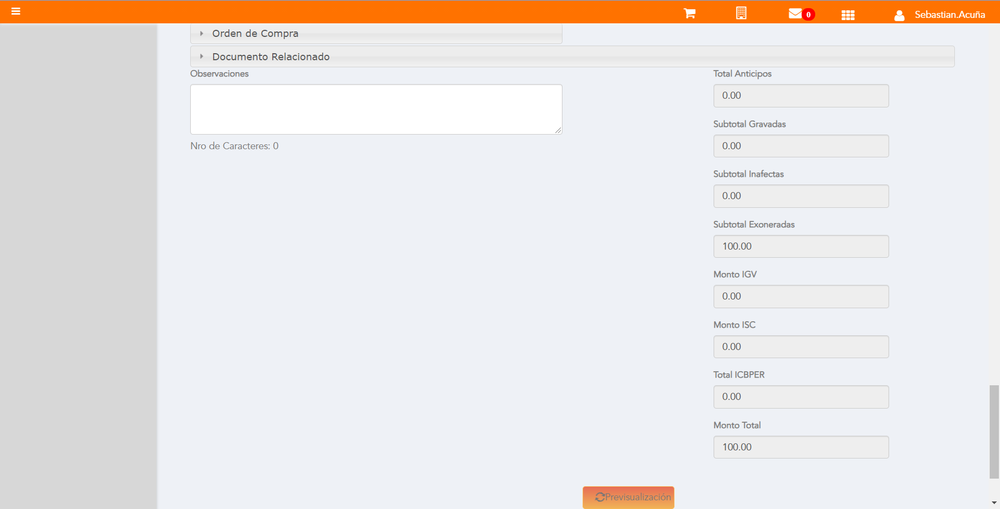 0
Sebastian.Acuña
Orden de Compra
Documento Relacionado
Observaciones
Nro de Caracteres: 0
Total Anticipos
0.00
Subtotal Gravadas
0.00
Subtotal Inafectas
0.00
Subtotal Exoneradas
100.00
Monto IGV
0.00
Monto ISC
0.00
Total ICBPER
0.00
Monto Total
100.00
Previsualización